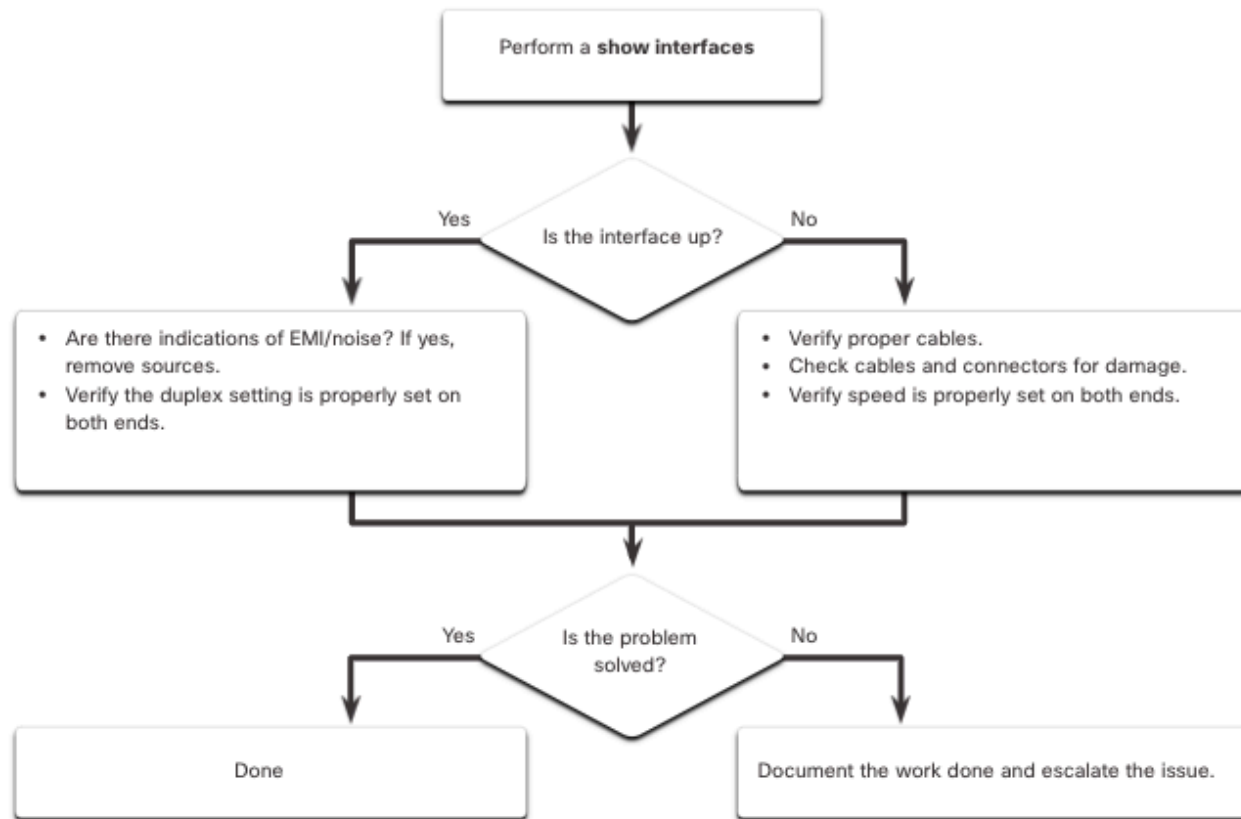 Perform a show interfaces
Yes
No
Is the interface up?
• Are there indications of EMI/noise? If yes,
remove sources.
• Verify the duplex setting is properly set on
both ends.
• Verify proper cables.
• Check cables and connectors for damage.
• Verify speed is properly set on both ends.
Yes
No
Is the problem
solved?
Done
Document the work done and escalate the issue.